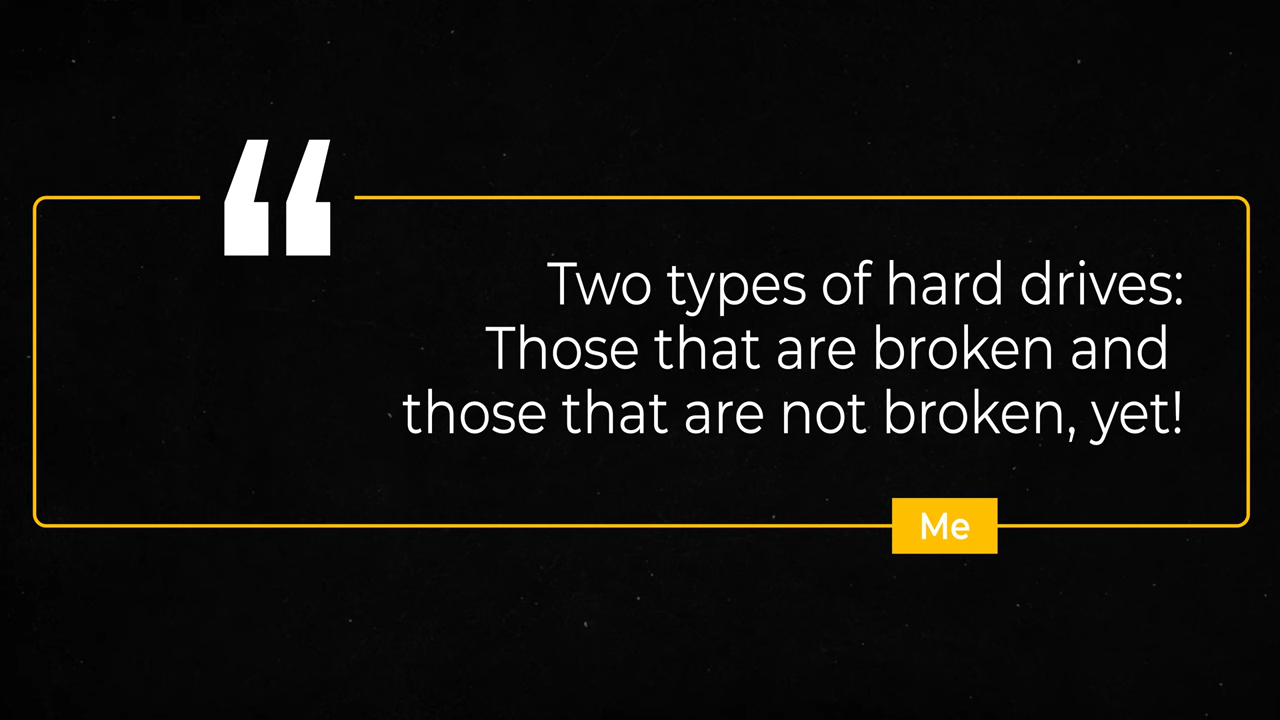 “
Two types of hard drives:
Those that are broken and
those that are not broken, yet!
Me